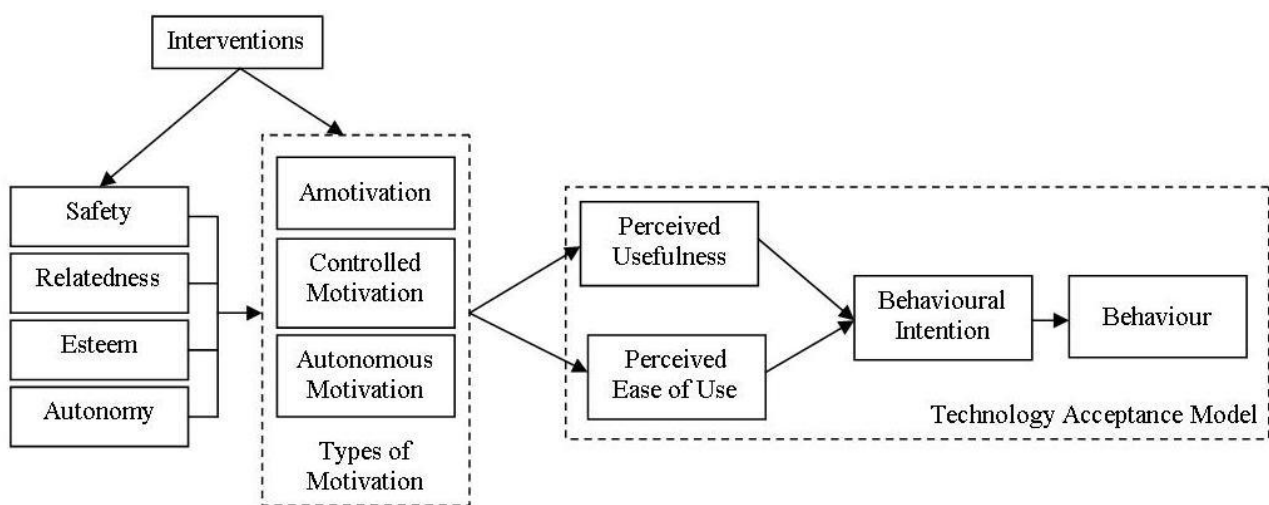 Interventions
Safety
Relatedness
Esteem
Autonomy
Amotivation
Controlled
Motivation
Autonomous
Motivation
Types of
Motivation
Perceived
Usefulness
Perceived
Ease of Use
Behavioural
Intention
Behaviour
Technology Acceptance Model